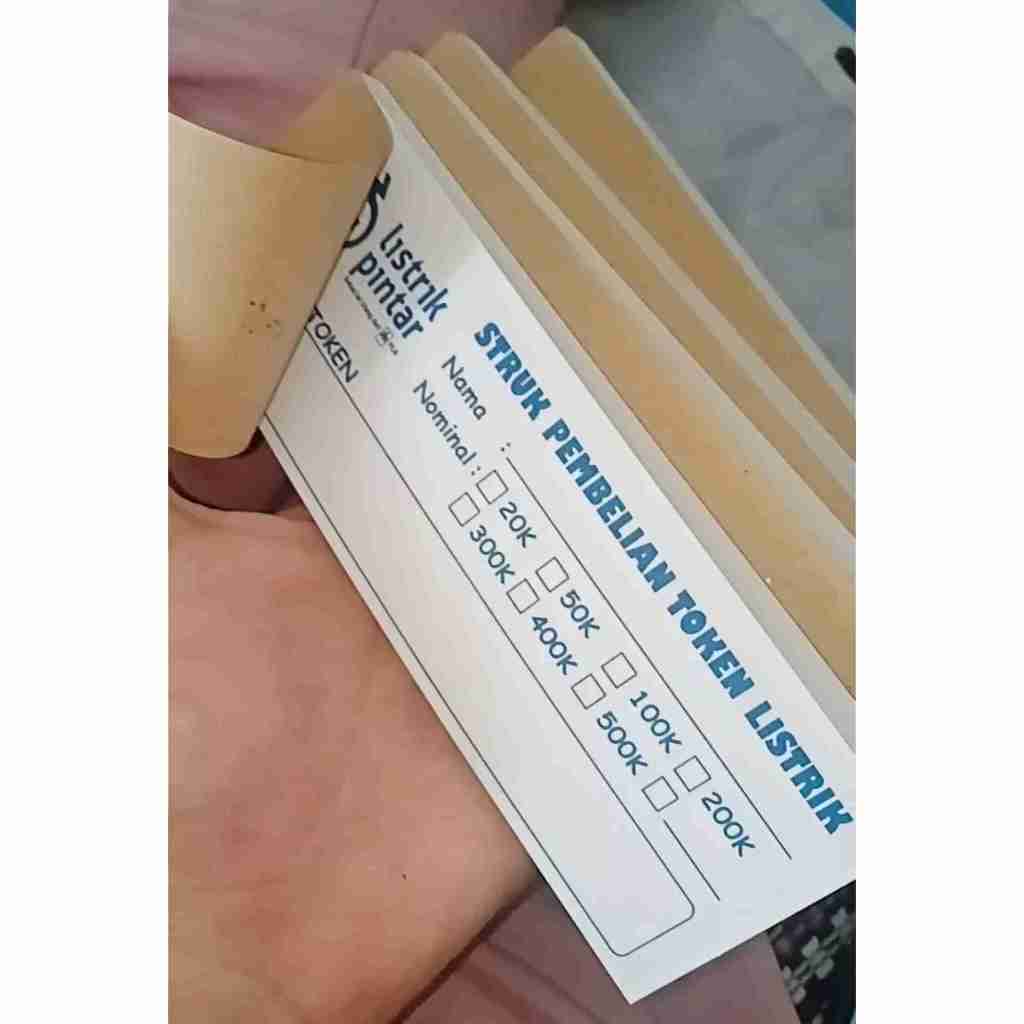 listrik
pintar
STRUK PEMBELIAN TOKEN LISTRIK
Nama :
Nominal : 20K 50K 100K 200K
300K 400K 500K
TOKEN